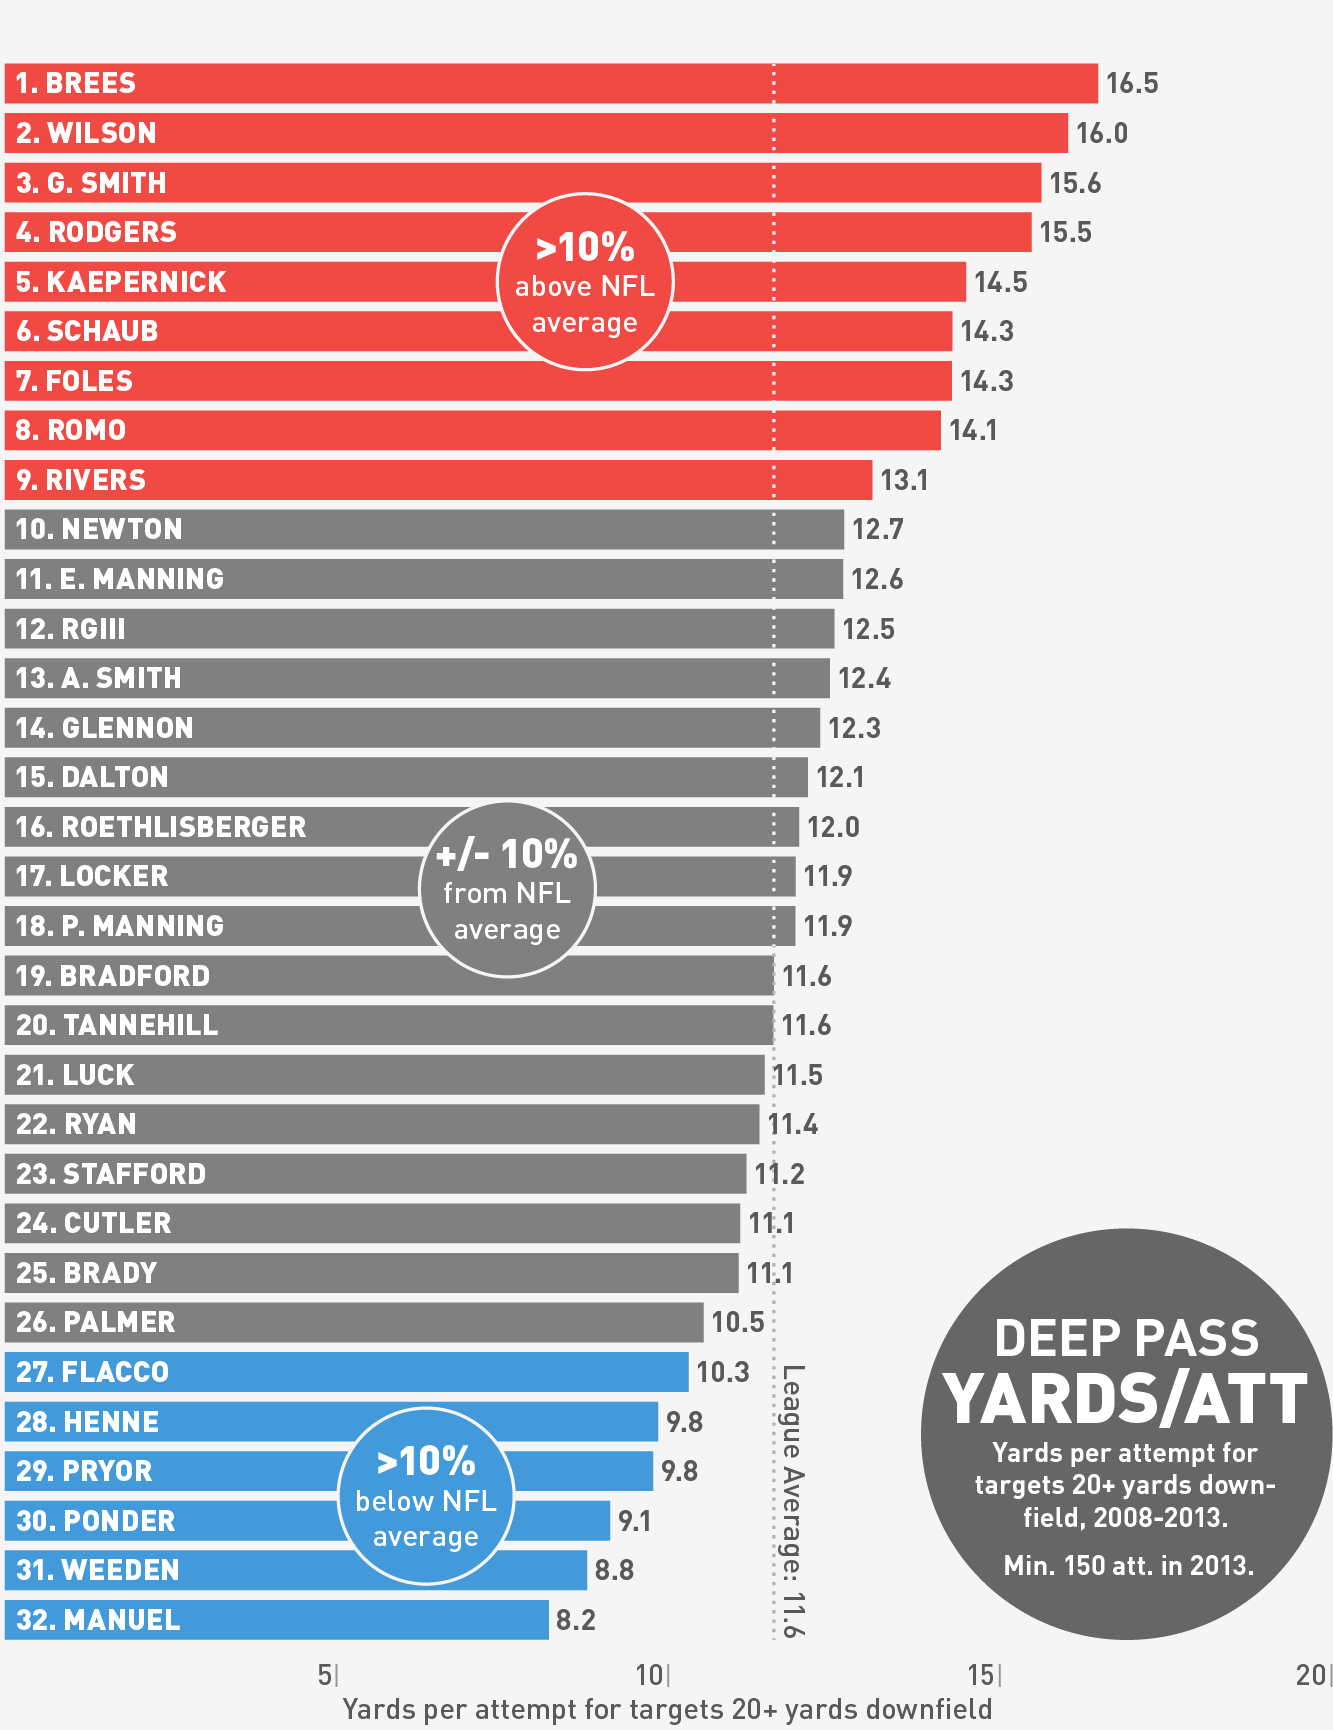 1. BREES 16.5
2. WILSON 16.0
3. G. SMITH 15.6
4. RODGERS 15.5
5. KAEPERNICK 14.5
6. SCHAUB 14.3
7. FOLES 14.3
8. ROMO 14.1
9. RIVERS 13.1
>10%
above NFL
average
10. NEWTON 12.7
11. E. MANNING 12.6
12. RGIII 12.5
13. A. SMITH 12.4
14. GLENNON 12.3
15. DALTON 12.1
16. ROETHLISBERGER 12.0
17. LOCKER 11.9
18. P. MANNING 11.9
19. BRADFORD 11.6
20. TANNEHILL 11.6
21. LUCK 11.5
22. RYAN 11.4
23. STAFFORD 11.2
24. CUTLER 11.1
25. BRADY 11.1
26. PALMER 10.5
+/- 10%
from NFL
average
27. FLACCO 10.3
28. HENNE 9.8
29. PRYOR 9.8
30. PONDER 9.1
31. WEEDEN 8.8
32. MANUEL 8.2
>10%
below NFL
average
League Average: 11.6
DEEP PASS
YARDS/ATT
Yards per attempt for
targets 20+ yards down-
field, 2008-2013.
Min. 150 att. in 2013.
5 10 15 20
Yards per attempt for targets 20+ yards downfield